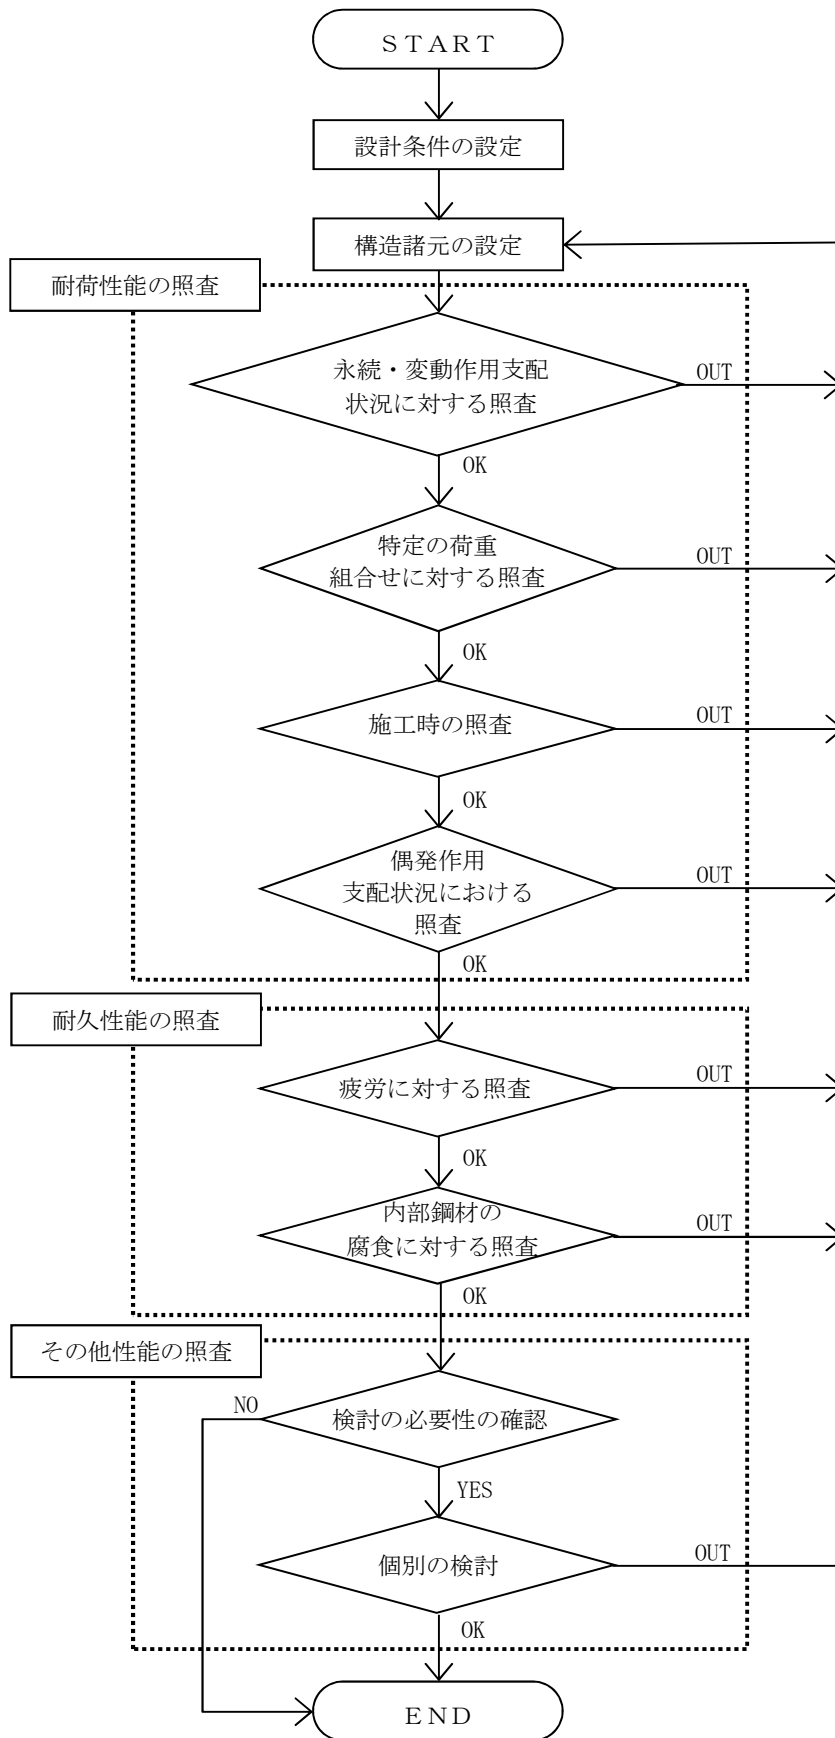 ＳＴＡＲＴ
設計条件の設定
構造諸元の設定
耐荷性能の照査
永続・変動作用支配
状況に対する照査
OUT
OK
特定の荷重
組合せに対する照査
OUT
OK
施工時の照査
OUT
OK
偶発作用
支配状況における
照査
OUT
OK
耐久性能の照査
疲労に対する照査
OUT
OK
内部鋼材の
腐食に対する照査
OUT
OK
その他性能の照査
NO
検討の必要性の確認
YES
個別の検討
OUT
OK
ＥＮＤ